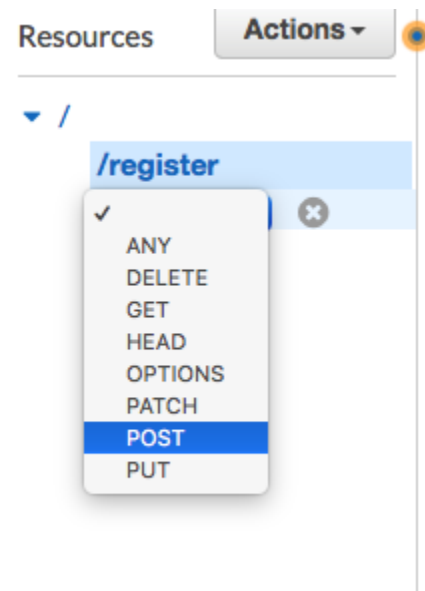 Resources
Actions
/
/register
ANY
DELETE
GET
HEAD
OPTIONS
PATCH
POST
PUT